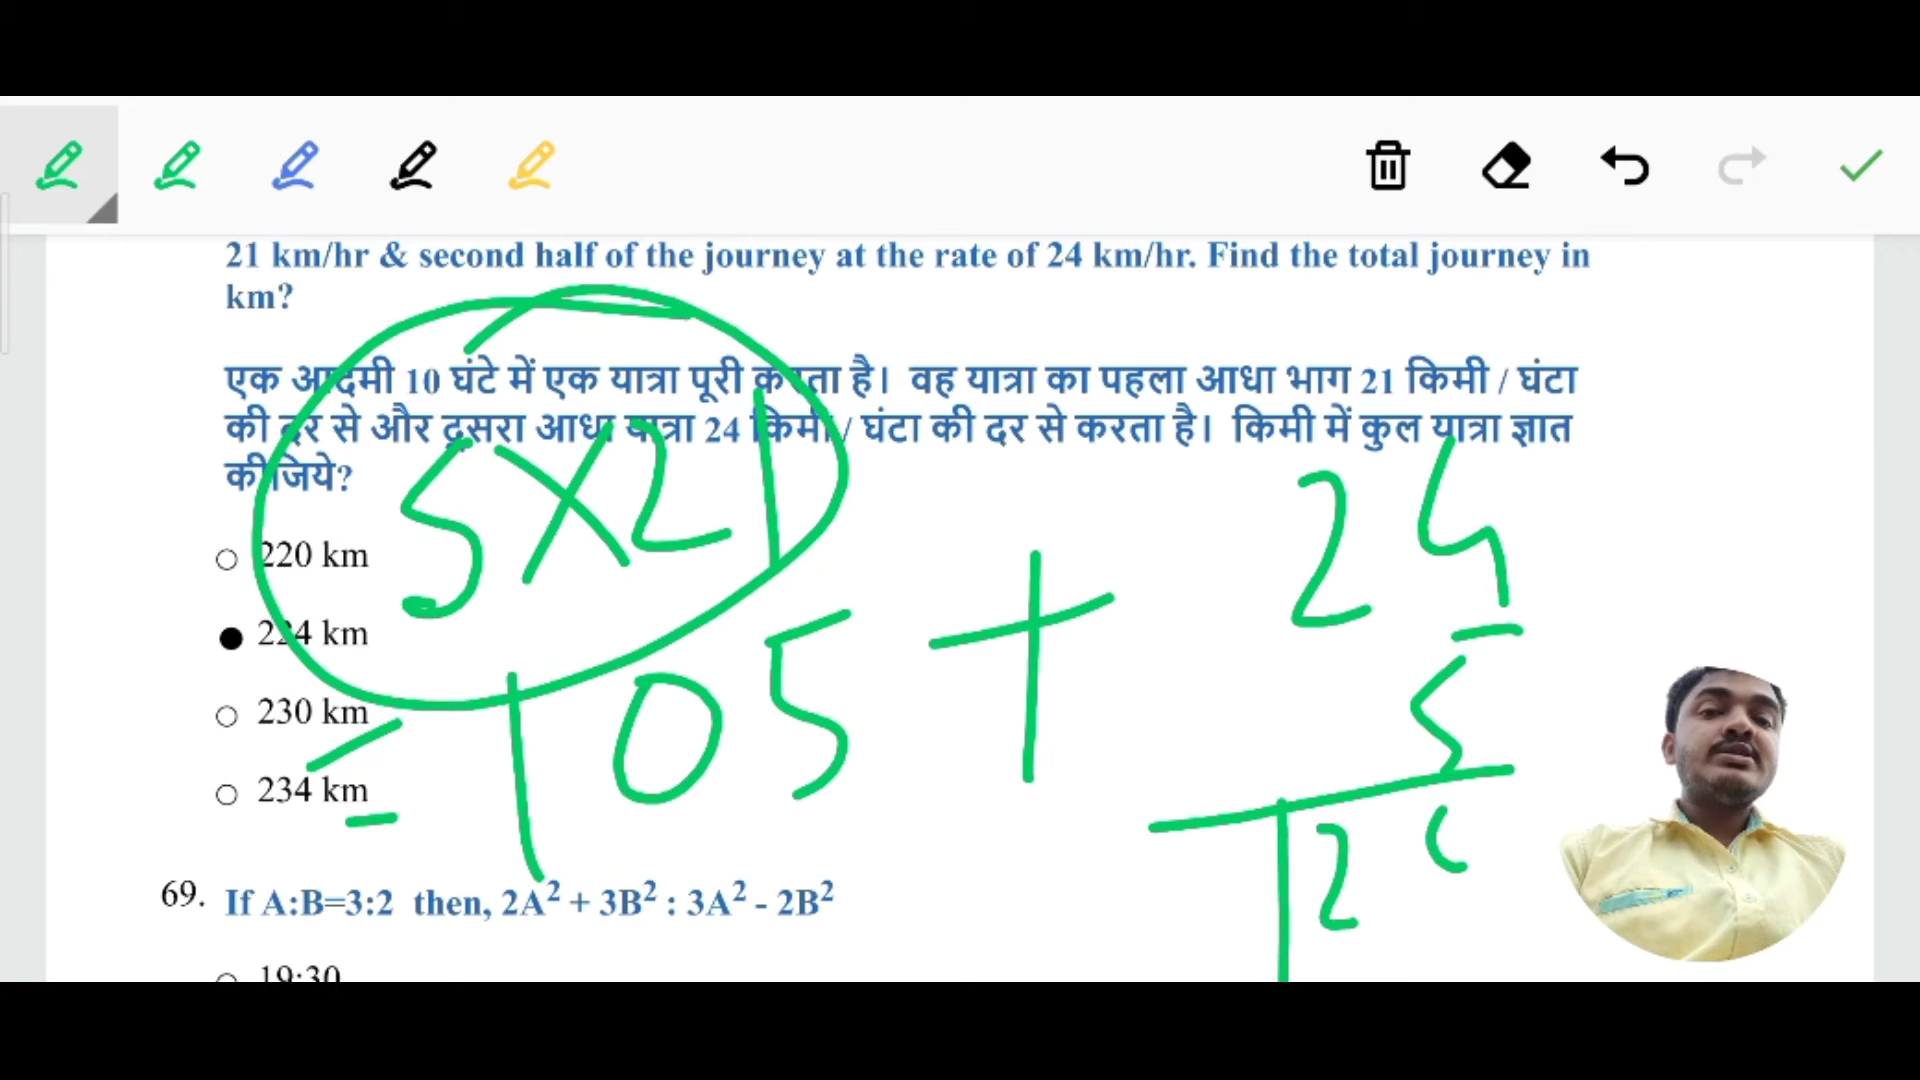 21 km/hr & second half of the journey at the rate of 24 km/hr. Find the total journey in
km?
एक आदमी 10 घंटे में एक यात्रा पूरी करता है। वह यात्रा का पहला आधा भाग 21 किमी / घंटा
की दर से और दूसरा आधा यात्रा 24 किमी / घंटा की दर से करता है। किमी में कुल यात्रा ज्ञात
कीजिये?
5×21
24
220 km
224 km
5
105 +
230 km
234 km
12
69. If A:B=3:2 then, 2A² + 3B² : 3A² - 2B²
19:30